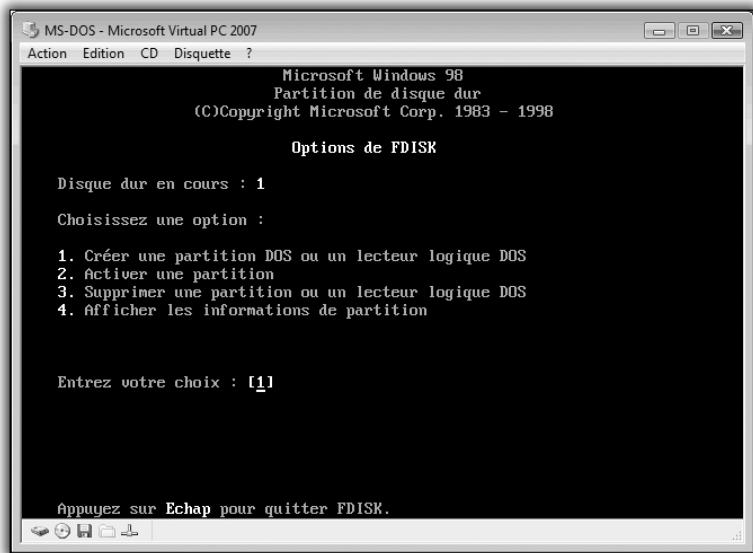 MS-DOS - Microsoft Virtual PC 2007
Action Edition CD Disquette ?
Microsoft Windows 98
Partition de disque dur
(C)Copyright Microsoft Corp. 1983 - 1998
Options de FDISK
Disque dur en cours : 1
Choisissez une option :
1. Créer une partition DOS ou un lecteur logique DOS
2. Activer une partition
3. Supprimer une partition ou un lecteur logique DOS
4. Afficher les informations de partition
Entrez votre choix : [1]
Appuyez sur Echap pour quitter FDISK.